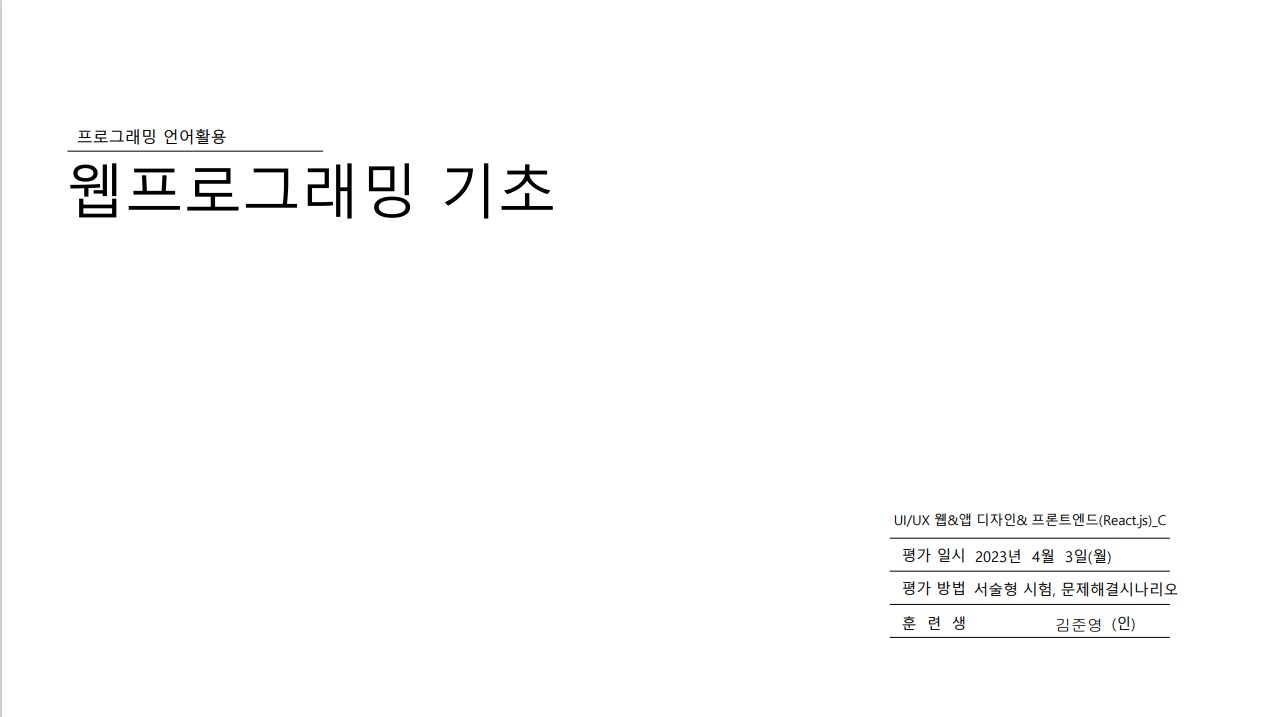 프로그래밍 언어활용
웹프로그래밍 기초
UI/UX 웹&앱 디자인& 프론트엔드(React.js)_C
평가 일시 2023년 4월 3일(월)
평가 방법 서술형 시험, 문제해결시나리오
훈 련 생 김준영 (인)